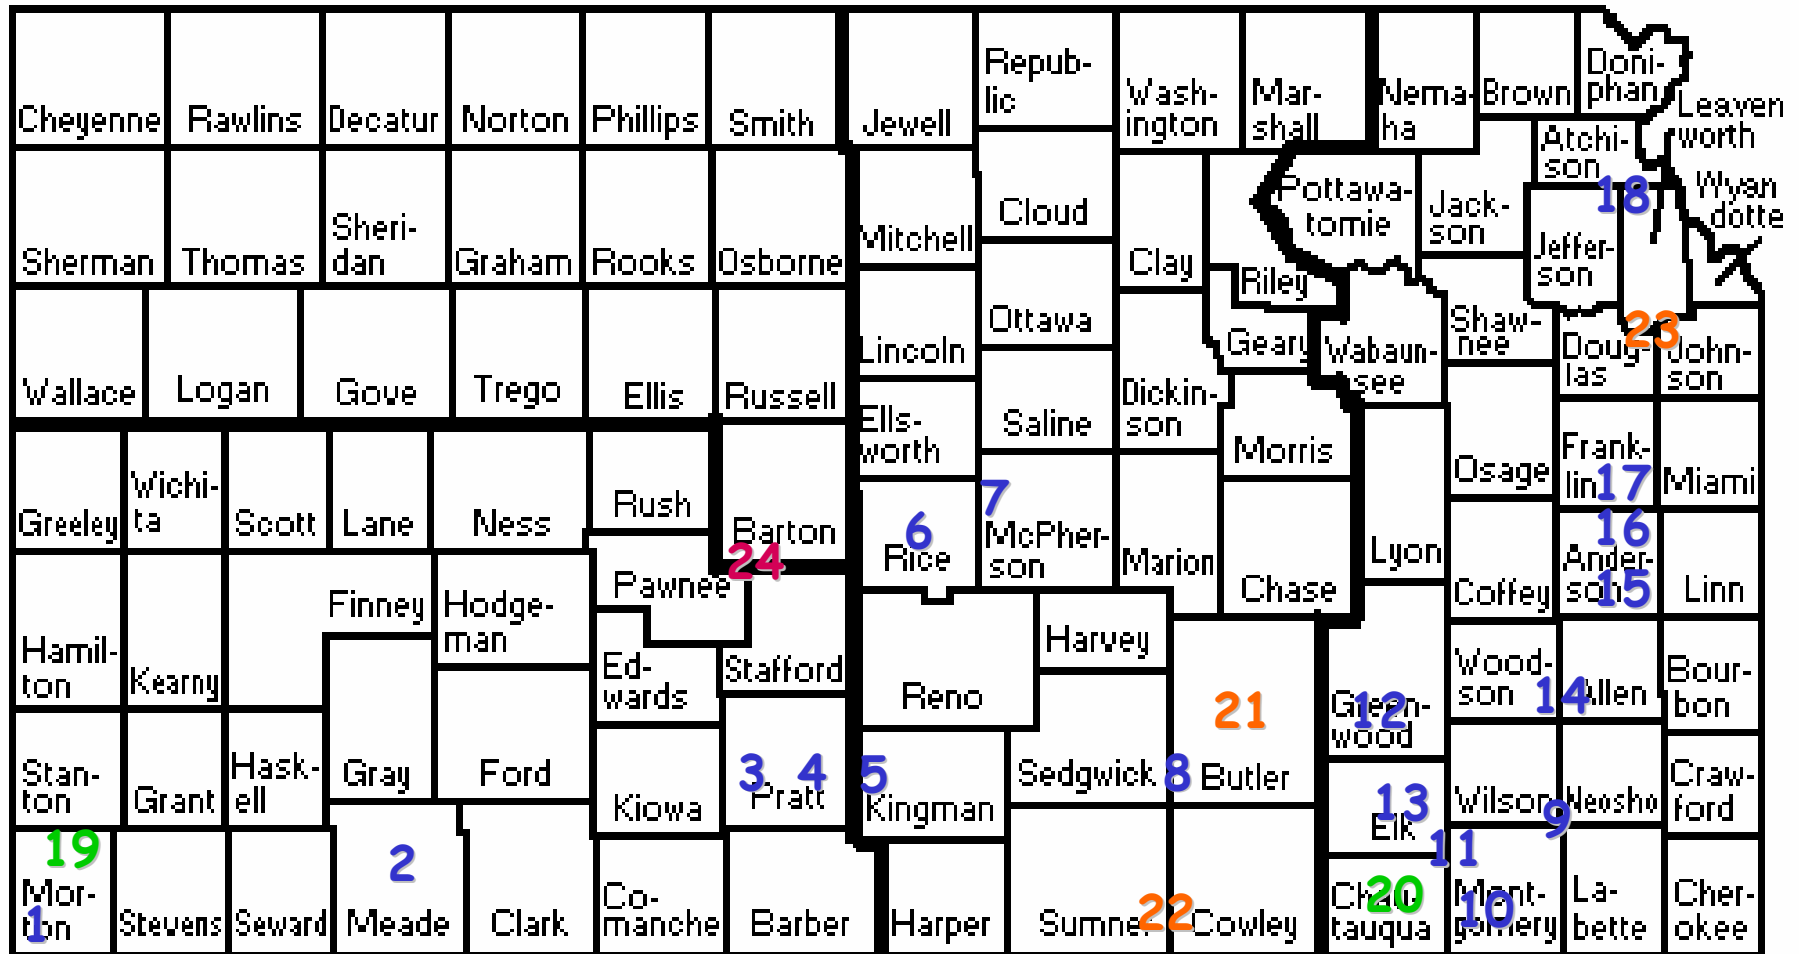 Cheyenne
Rawlins
Decatur
Norton
Phillips
Smith
Jewell
Repub-
lic
Wash-
ington
Mar-
shall
Nema-
ha
Brown
Doni-
phan
Leaven
worth
Atchi-
son
18
Wyan
dotte
Sherman
Thomas
Sheri-
dan
Graham
Rooks
Osborne
Mitchell
Cloud
Clay
Riley
Pottawa-
tomie
Jack-
son
Jeffer-
son
Wallace
Logan
Gove
Trego
Ellis
Russell
Lincoln
Ottawa
Geary
Wabaun-
see
Shaw-
nee
23
Doug-
las
John-
son
Ells-
worth
Saline
Dickin-
son
Morris
Osage
Frank-
lin
17
Miami
Greeley
Wichi-
ta
Scott
Lane
Ness
Rush
Barton
24
6
Rice
7
McPher-
son
Marion
Chase
Lyon
Coffey
16
Ander-
son
15
Linn
Hamil-
ton
Kearny
Finney
Hodge-
man
Pawnee
Ed-
wards
Stafford
Reno
Harvey
21
Butler
12
Green-
wood
Wood-
son
14
Allen
Bour-
bon
Stan-
ton
Grant
Hask-
ell
Gray
Ford
Kiowa
3
4
Pratt
5
Kingman
Sedgwick
8
13
Elk
11
Wilson
9
Neosho
Craw-
ford
19
Mor-
ton
1
Stevens
Seward
2
Meade
Clark
Co-
manche
Barber
Harper
Sumner
22
Cowley
20
Chau-
tauqua
10
Mont-
gomery
La-
bette
Cher-
okee